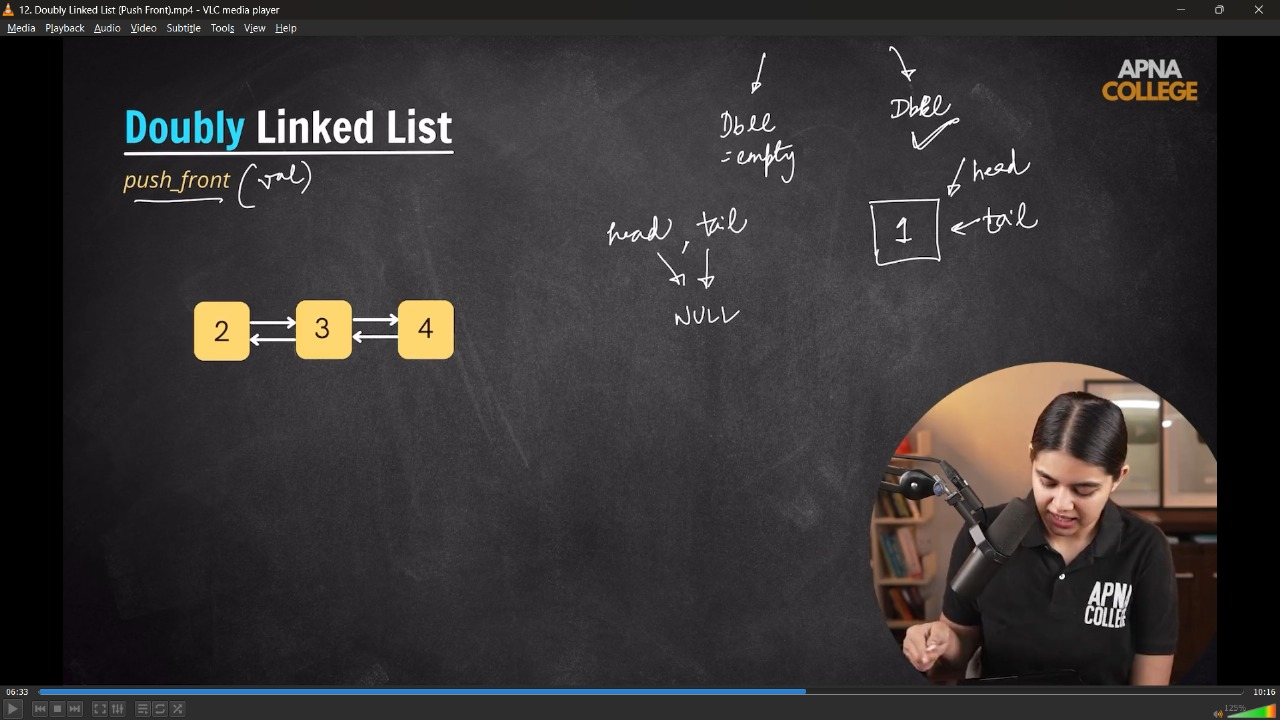 12. Doubly Linked List (Push Front).mp4 - VLC media player
Media Playback Audio Video Subtitle Tools View Help
APNA
COLLEGE
Doubly Linked List
push_front (val)
Dbll
= empty
Dbll
head
tail
1
head, tail
NULL
2 3 4
APNA
COLLEGE
06:33
10:16
125%